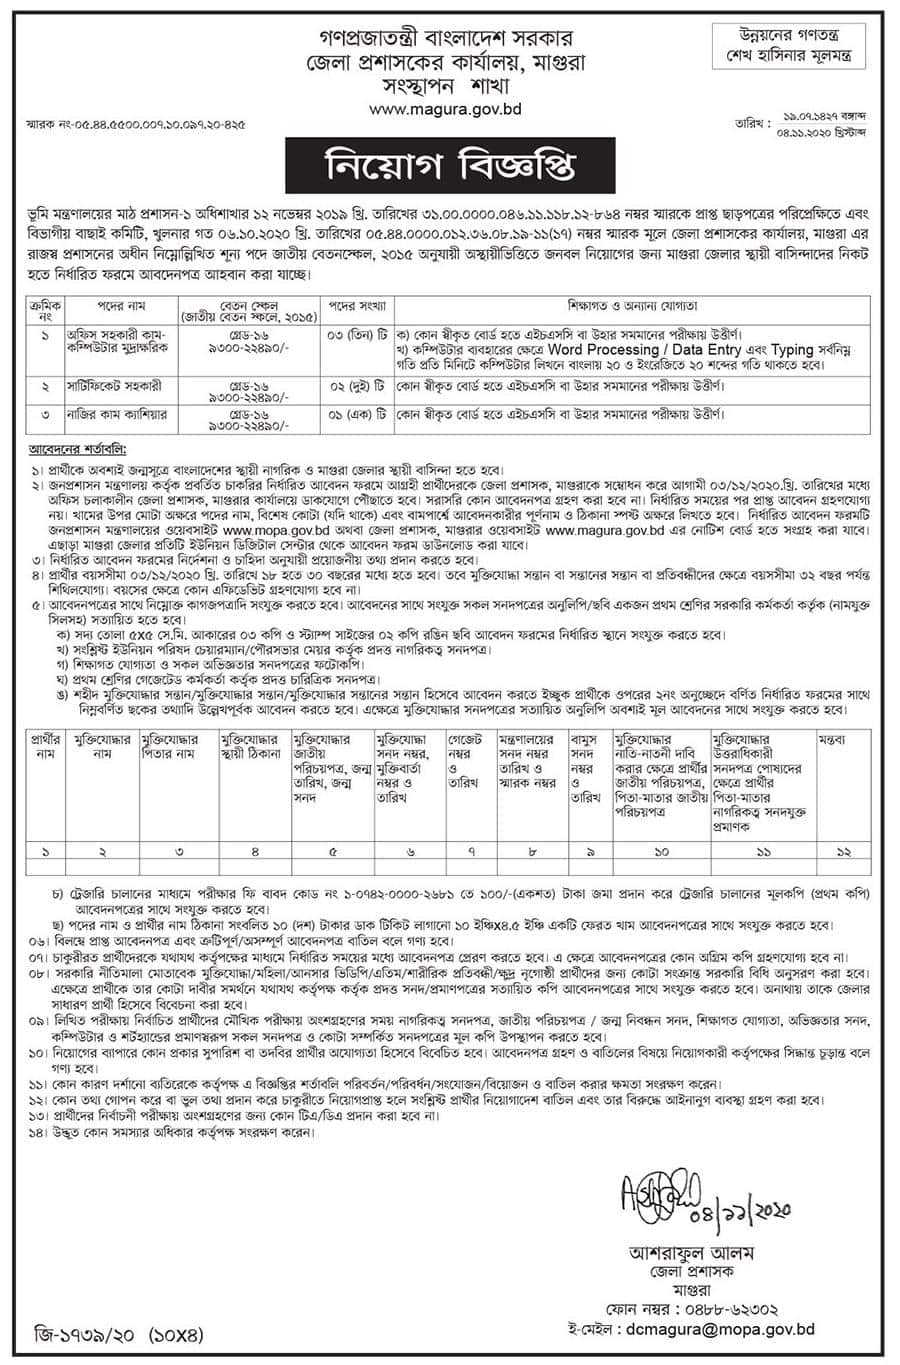 গণপ্রজাতন্ত্রী বাংলাদেশ সরকার
জেলা প্রশাসকের কার্যালয়, মাগুরা
সংস্থাপন শাখা
www.magura.gov.bd
উন্নয়নের গণতন্ত্র
শেখ হাসিনার মূলমন্ত্র
স্মারক নং-০৫.৪৪.৫৫০০.০০৭.১০.০৯৭.২০-৪২৫
তারিখ : ১৯.০৭.১৪২৭ বঙ্গাব্দ
০৪.১১.২০২০ খ্রিস্টাব্দ
নিয়োগ বিজ্ঞপ্তি
ভূমি মন্ত্রণালয়ের মাঠ প্রশাসন-১ অধিশাখার ১২ নভেম্বর ২০১৯ খ্রি. তারিখের ৩১.০০.০০০০.০৪৬.১১.১১৮.১২-৮৬৪ নম্বর স্মারকে প্রাপ্ত ছাড়পত্রের পরিপ্রেক্ষিতে এবং
বিভাগীয় বাছাই কমিটি, খুলনার গত ০৬.১০.২০২০ খ্রি. তারিখের ০৫.৪৪.০০০০.০১২.৩৬.০৮.১৯-১১(১৭) নম্বর স্মারক মূলে জেলা প্রশাসকের কার্যালয়, মাগুরা এর
রাজস্ব প্রশাসনের অধীন নিম্নোল্লিখিত শূন্য পদে জাতীয় বেতনস্কেল, ২০১৫ অনুযায়ী অস্থায়ীভিত্তিতে জনবল নিয়োগের জন্য মাগুরা জেলার স্থায়ী বাসিন্দাদের নিকট
হতে নির্ধারিত ফরমে আবেদনপত্র আহবান করা যাচ্ছে।
ক্রমিক নং
পদের নাম
বেতন স্কেল
(জাতীয় বেতন স্কলে, ২০১৫)
পদের সংখ্যা
শিক্ষাগত ও অন্যান্য যোগ্যতা
১
অফিস সহকারী কাম-
কম্পিউটার মুদ্রাক্ষরিক
গ্রেড-১৬
৯৩০০-২২৪৯০/-
০৩ (তিন) টি
ক) কোন স্বীকৃত বোর্ড হতে এইচএসসি বা উহার সমমানের পরীক্ষায় উত্তীর্ণ।
খ) কম্পিউটার ব্যবহারের ক্ষেত্রে Word Processing / Data Entry এবং Typing সর্বনিম্ন
গতি প্রতি মিনিটে কম্পিউটার লিখনে বাংলায় ২০ ও ইংরেজিতে ২০ শব্দের গতি থাকতে হবে।
২
সার্টিফিকেট সহকারী
গ্রেড-১৬
৯৩০০-২২৪৯০/-
০২ (দুই) টি
কোন স্বীকৃত বোর্ড হতে এইচএসসি বা উহার সমমানের পরীক্ষায় উত্তীর্ণ।
৩
নাজির কাম ক্যাশিয়ার
গ্রেড-১৬
৯৩০০-২২৪৯০/-
০১ (এক) টি
কোন স্বীকৃত বোর্ড হতে এইচএসসি বা উহার সমমানের পরীক্ষায় উত্তীর্ণ।
আবেদনের শর্তাবলি:
১। প্রার্থীকে অবশ্যই জন্মসূত্রে বাংলাদেশের স্থায়ী নাগরিক ও মাগুরা জেলার স্থায়ী বাসিন্দা হতে হবে।
২। জনপ্রশাসন মন্ত্রণালয় কর্তৃক প্রবর্তিত চাকরির নির্ধারিত আবেদন ফরমে আগ্রহী প্রার্থীদেরকে জেলা প্রশাসক, মাগুরাকে সম্বোধন করে আগামী ০৩/১২/২০২০.খ্রি. তারিখের মধ্যে
অফিস চলাকালীন জেলা প্রশাসক, মাগুরার কার্যালয়ে ডাকযোগে পৌছাতে হবে। সরাসরি কোন আবেদনপত্র গ্রহণ করা হবে না। নির্ধারিত সময়ের পর প্রাপ্ত আবেদন গ্রহণযোগ্য
নয়। খামের উপর মোটা অক্ষরে পদের নাম, বিশেষ কোটা (যদি থাকে) এবং বামপার্শ্বে আবেদনকারীর পূর্ণনাম ও ঠিকানা স্পষ্ট অক্ষরে লিখতে হবে। নির্ধারিত আবেদন ফরমটি
জনপ্রশাসন মন্ত্রণালয়ের ওয়েবসাইট www.mopa.gov.bd অথবা জেলা প্রশাসক, মাগুরার ওয়েবসাইট www.magura.gov.bd এর নোটিশ বোর্ড হতে সংগ্রহ করা যাবে।
এছাড়া মাগুরা জেলার প্রতিটি ইউনিয়ন ডিজিটাল সেন্টার থেকে আবেদন ফরম ডাউনলোড করা যাবে।
৩। নির্ধারিত আবেদন ফরমের নির্দেশনা ও চাহিদা অনুযায়ী প্রয়োজনীয় তথ্য প্রদান করতে হবে।
৪। প্রার্থীর বয়সসীমা ০৩/১২/২০২০ খ্রি. তারিখে ১৮ হতে ৩০ বছরের মধ্যে হতে হবে। তবে মুক্তিযোদ্ধা সন্তান বা সন্তানের সন্তান বা প্রতিবন্ধীদের ক্ষেত্রে বয়সসীমা ৩২ বছর পর্যন্ত
শিথিলযোগ্য। বয়সের ক্ষেত্রে কোন এফিডেভিট গ্রহণযোগ্য হবে না।
৫। আবেদনপত্রের সাথে নিম্নোক্ত কাগজপত্রাদি সংযুক্ত করতে হবে। আবেদনের সাথে সংযুক্ত সকল সনদপত্রের অনুলিপি/ছবি একজন প্রথম শ্রেণির সরকারি কর্মকর্তা কর্তৃক (নামযুক্ত
সিলসহ) সত্যায়িত হতে হবে।
ক) সদ্য তোলা ৫x৫ সে.মি. আকারের ০৩ কপি ও স্ট্যাম্প সাইজের ০২ কপি রঙিন ছবি আবেদন ফরমের নির্ধারিত স্থানে সংযুক্ত করতে হবে।
খ) সংশ্লিষ্ট ইউনিয়ন পরিষদ চেয়ারম্যান/পৌরসভার মেয়র কর্তৃক প্রদত্ত নাগরিকত্ব সনদপত্র।
গ) শিক্ষাগত যোগ্যতা ও সকল অভিজ্ঞতার সনদপত্রের ফটোকপি।
ঘ) প্রথম শ্রেণির গেজেটেড কর্মকর্তা কর্তৃক প্রদত্ত চারিত্রিক সনদপত্র।
ঙ) শহীদ মুক্তিযোদ্ধার সন্তান/মুক্তিযোদ্ধার সন্তান/মুক্তিযোদ্ধার সন্তানের সন্তান হিসেবে আবেদন করতে ইচ্ছুক প্রার্থীকে ওপরের ২নং অনুচ্ছেদে বর্ণিত নির্ধারিত ফরমের সাথে
নিম্নবর্ণিত ছকের তথ্যাদি উল্লেখপূর্বক আবেদন করতে হবে। এক্ষেত্রে মুক্তিযোদ্ধার সনদপত্রের সত্যায়িত অনুলিপি অবশ্যই মূল আবেদনের সাথে সংযুক্ত করতে হবে।
প্রার্থীর নাম
মুক্তিযোদ্ধার নাম
মুক্তিযোদ্ধার পিতার নাম
মুক্তিযোদ্ধার স্থায়ী ঠিকানা
মুক্তিযোদ্ধার জাতীয় পরিচয়পত্র, জন্ম তারিখ, জন্ম সনদ
মুক্তিযোদ্ধা সনদ নম্বর, মুক্তিবার্তা নম্বর ও তারিখ
গেজেট নম্বর ও তারিখ
মন্ত্রণালয়ের সনদ নম্বর তারিখ ও স্মারক নম্বর
বামুস সনদ নম্বর ও তারিখ
মুক্তিযোদ্ধার নাতি-নাতনী দাবি করার ক্ষেত্রে প্রার্থীর জাতীয় পরিচয়পত্র, পিতা-মাতার জাতীয় পরিচয়পত্র
মুক্তিযোদ্ধার উত্তরাধিকারী সনদপত্র পোষ্যদের ক্ষেত্রে প্রার্থীর পিতা-মাতার নাগরিকত্ব সনদযুক্ত প্রমাণক
মন্তব্য
১ ২ ৩ ৪ ৫ ৬ ৭ ৮ ৯ ১০ ১১ ১২
চ) ট্রেজারি চালানের মাধ্যমে পরীক্ষার ফি বাবদ কোড নং ১-০৭৪২-০০০০-২৬৮১ তে ১০০/-(একশত) টাকা জমা প্রদান করে ট্রেজারি চালানের মূলকপি (প্রথম কপি)
আবেদনপত্রের সাথে সংযুক্ত করতে হবে।
ছ) পদের নাম ও প্রার্থীর নাম ঠিকানা সংবলিত ১০ (দশ) টাকার ডাক টিকিট লাগানো ১০ ইঞ্চিx৪.৫ ইঞ্চি একটি ফেরত খাম আবেদনপত্রের সাথে সংযুক্ত করতে হবে।
০৬। বিলম্বে প্রাপ্ত আবেদনপত্র এবং ক্রটিপূর্ণ/অসম্পূর্ণ আবেদনপত্র বাতিল বলে গণ্য হবে।
০৭। চাকুরীরত প্রার্থীদেরকে যথাযথ কর্তৃপক্ষের মাধ্যমে নির্ধারিত সময়ের মধ্যে আবেদনপত্র প্রেরণ করতে হবে। এ ক্ষেত্রে আবেদনপত্রের কোন অগ্রিম কপি গ্রহণযোগ্য হবে না।
০৮। সরকারি নীতিমালা মোতাবেক মুক্তিযোদ্ধা/মহিলা/আনসার ভিডিপি/এতিম/শারীরিক প্রতিবন্ধী/ক্ষুদ্র নৃগোষ্ঠী প্রার্থীদের জন্য কোটা সংক্রান্ত সরকারি বিধি অনুসরণ করা হবে।
এক্ষেত্রে প্রার্থীকে তার কোটা দাবীর সমর্থনে যথাযথ কর্তৃপক্ষ কর্তৃক প্রদত্ত সনদ/প্রমাণপত্রের সত্যায়িত কপি আবেদনপত্রের সাথে সংযুক্ত করতে হবে। অন্যথায় তাকে জেলার
সাধারণ প্রার্থী হিসেবে বিবেচনা করা হবে।
০৯। লিখিত পরীক্ষায় নির্বাচিত প্রার্থীদের মৌখিক পরীক্ষায় অংশগ্রহণের সময় নাগরিকত্ব সনদপত্র, জাতীয় পরিচয়পত্র / জন্ম নিবন্ধন সনদ, শিক্ষাগত যোগ্যতা, অভিজ্ঞতার সনদ,
কম্পিউটার ও শর্টহ্যান্ডের প্রমাণস্বরূপ সকল সনদপত্র ও কোটা সম্পর্কিত সনদপত্রের মূল কপি উপস্থাপন করতে হবে।
১০। নিয়োগের ব্যাপারে কোন প্রকার সুপারিশ বা তদবির প্রার্থীর অযোগ্যতা হিসেবে বিবেচিত হবে। আবেদনপত্র গ্রহণ ও বাতিলের বিষয়ে নিয়োগকারী কর্তৃপক্ষের সিদ্ধান্ত চূড়ান্ত বলে
গণ্য হবে।
১১। কোন কারণ দর্শানো ব্যতিরেকে কর্তৃপক্ষ এ বিজ্ঞপ্তির শর্তাবলি পরিবর্তন/পরিবর্ধন/সংযোজন/বিয়োজন ও বাতিল করার ক্ষমতা সংরক্ষণ করেন।
১২। কোন তথ্য গোপন করে বা ভুল তথ্য প্রদান করে চাকুরীতে নিয়োগপ্রাপ্ত হলে সংশ্লিষ্ট প্রার্থীর নিয়োগাদেশ বাতিল এবং তার বিরুদ্ধে আইনানুগ ব্যবস্থা গ্রহণ করা হবে।
১৩। প্রার্থীদের নির্বাচনী পরীক্ষায় অংশগ্রহণের জন্য কোন টিএ/ডিএ প্রদান করা হবে না।
১৪। উদ্ভূত কোন সমস্যার অধিকার কর্তৃপক্ষ সংরক্ষণ করেন।
০৪/১১/২০২০
আশরাফুল আলম
জেলা প্রশাসক
মাগুরা
ফোন নম্বর : ০৪৮৮-৬২৩০২
ই-মেইল : dcmagura@mopa.gov.bd
জি-১৭৩৯/২০ (১০X৪)